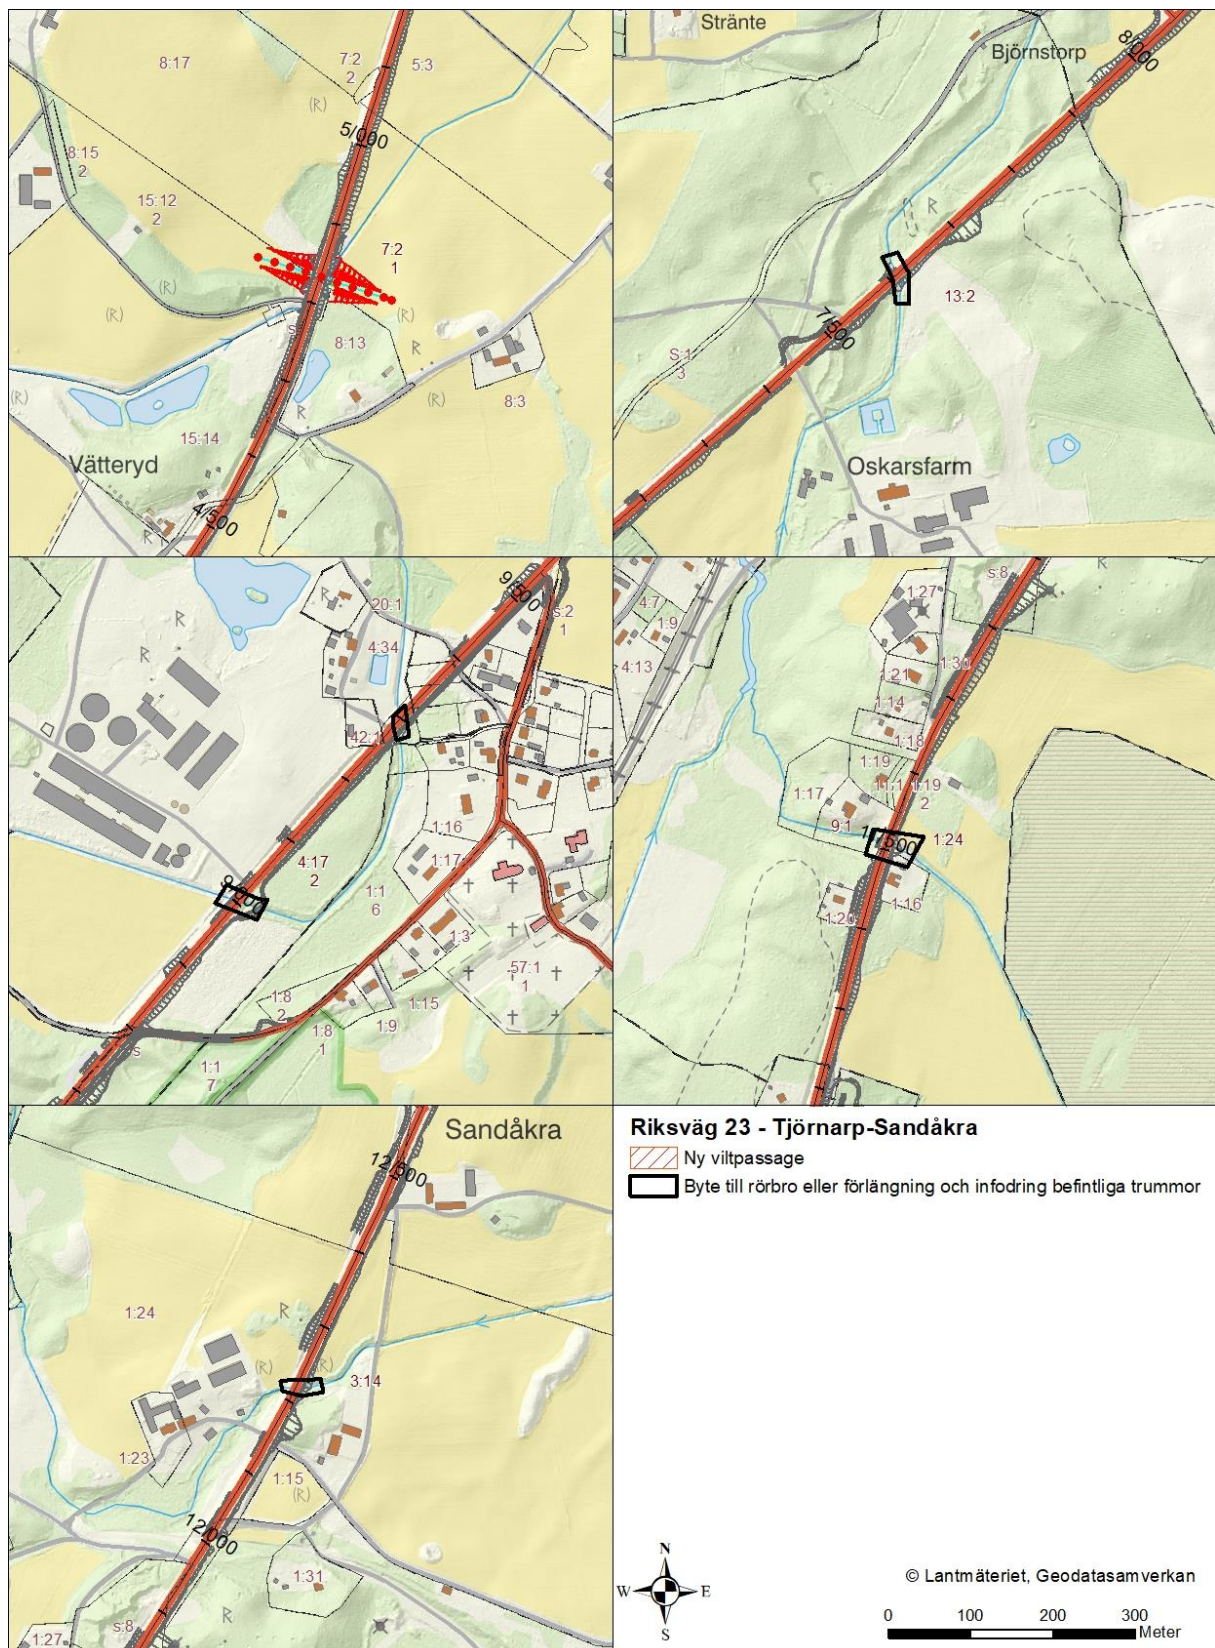 8:17
7:2
2
5:3
(R)
5/000
8:15
2
15:12
2
7:2
1
(R)
(R)
(R)
8:13
R
(R)
(R)
8:3
R
15:14
Vätteryd
4/500
R
Stränte
Björnstorp
8/000
R
13:2
7/500
S:1
3
Oskarsfarm
9/500
20:1
s:2
1
R
R
4:34
R
42:1
1:16
1:17
4:17
2
9/000
1:1
6
1:3
57:1
1
1:15
1:8
2
1:9
1:8
1
s
1:1
7
s:8
R
1:27
4:7
1:9
4:13
1:30
1:21
1:14
1:18
1:19
11:1
1:19
2
1:17
9:1
1:24
1:16
1:20
Sandåkra
12/500
1:24
R
(R)
(R)
3:14
1:23
1:15
(R)
12/000
1:31
R
s:8
1:27
Riksväg 23 - Tjörnarp-Sandåkra
Ny viltpassage
Byte till rörbro eller förlängning och infodring befintliga trummor
N
W E
S
© Lantmäteriet, Geodatasamverkan
0 100 200 300
Meter